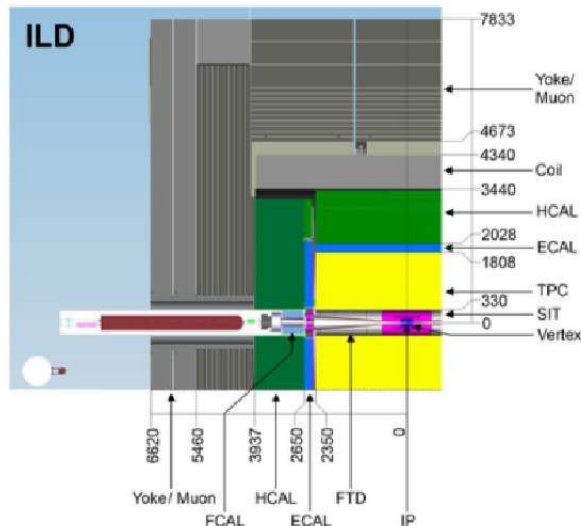 ILD
7833
Yoke/
Muon
4673
4340
Coil
3440
HCAL
2028
ECAL
1808
TPC
330
SIT
0
Vertex
6620
5460
3937
2650
2350
0
Yoke/ Muon
HCAL
FTD
FCAL
ECAL
IP